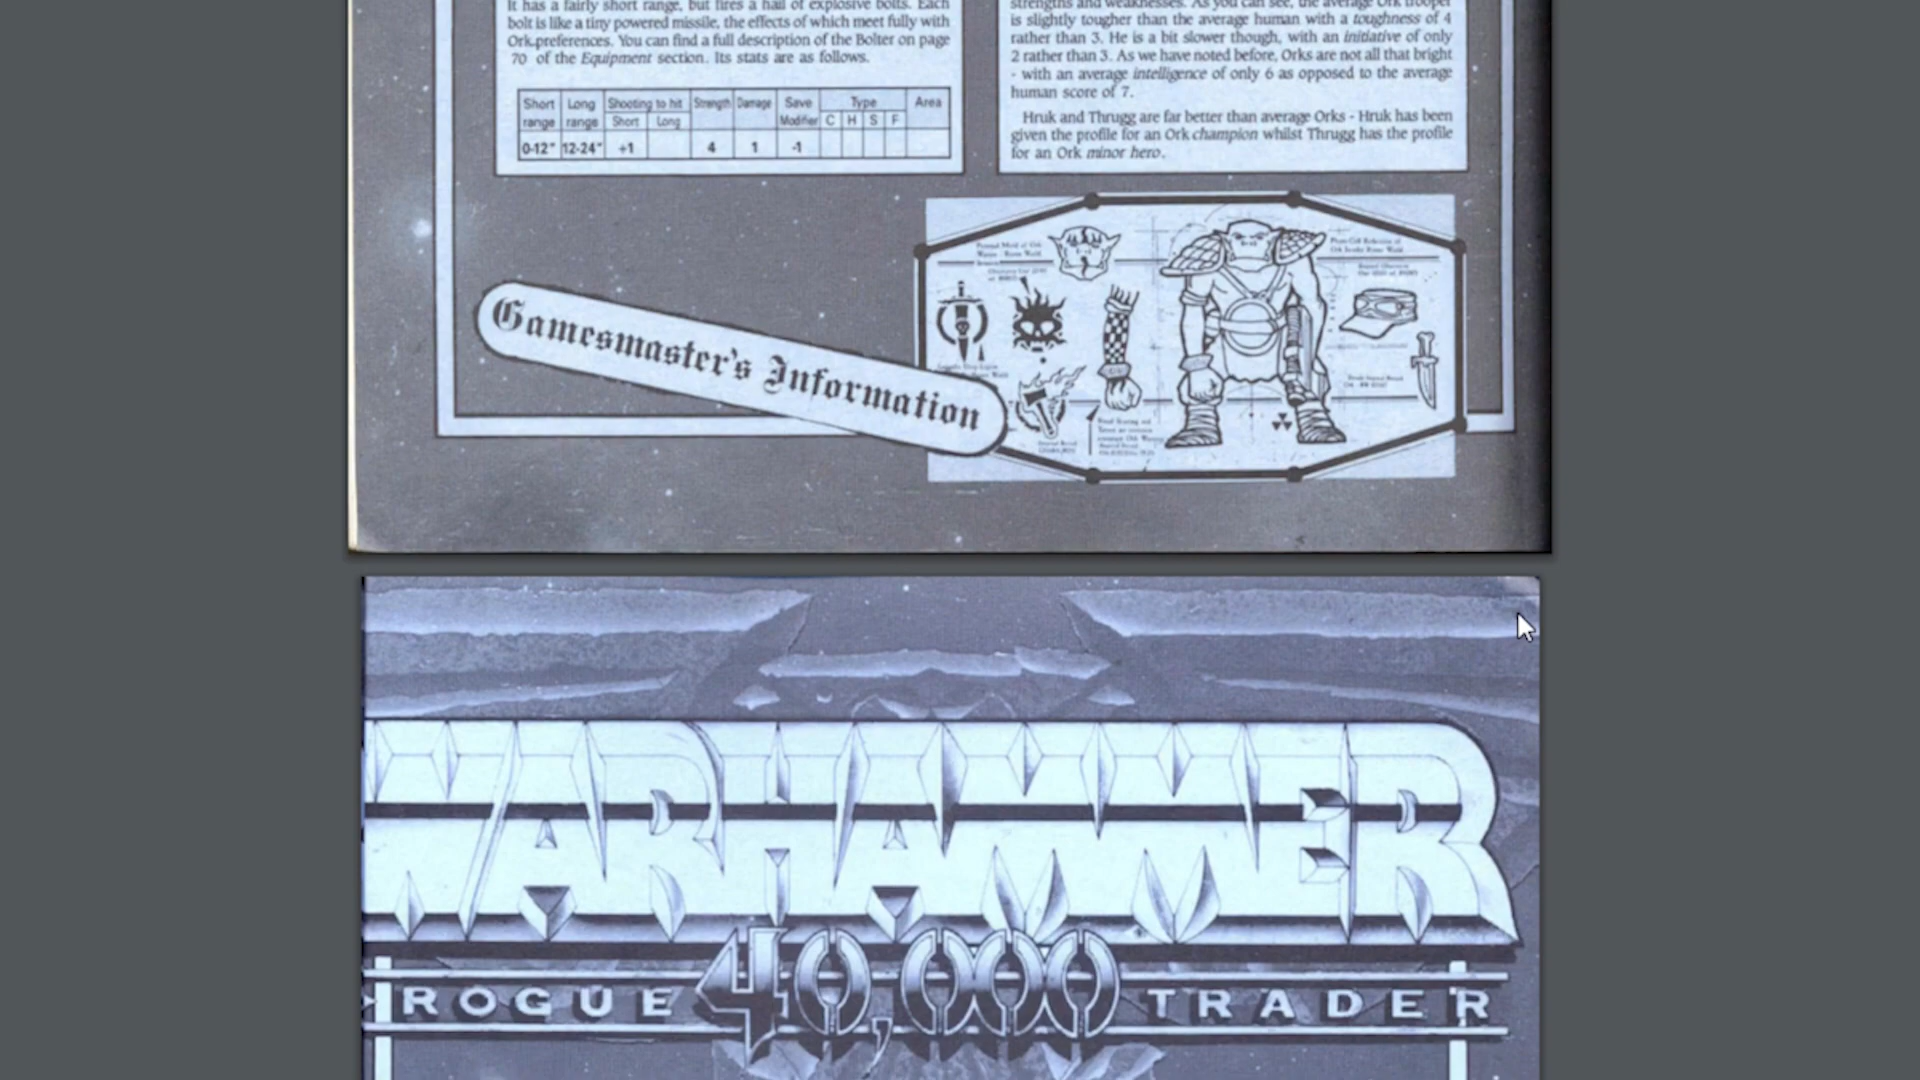 It has a fairly short range, but fires a hail of explosive bolts. Each
bolt is like a tiny powered missile, the effects of which meet fully with
Ork preferences. You can find a full description of the Bolter on page
70 of the Equipment section. Its stats are as follows.
Short Long Shooting to hit Strength Damage Save Type Area
range range Short Long Modifier C H S F
0-12" 12-24" +1 4 1 -1
strengths and weaknesses. As you can see, the average Ork trooper
is slightly tougher than the average human with a toughness of 4
rather than 3. He is a bit slower though, with an initiative of only
2 rather than 3. As we have noted before, Orks are not all that bright
- with an average intelligence of only 6 as opposed to the average
human score of 7.
Hruk and Thrugg are far better than average Orks - Hruk has been
given the profile for an Ork champion whilst Thrugg has the profile
for an Ork minor hero.
Gamesmaster's Information
WARHAMMER
40,000
ROGUE TRADER